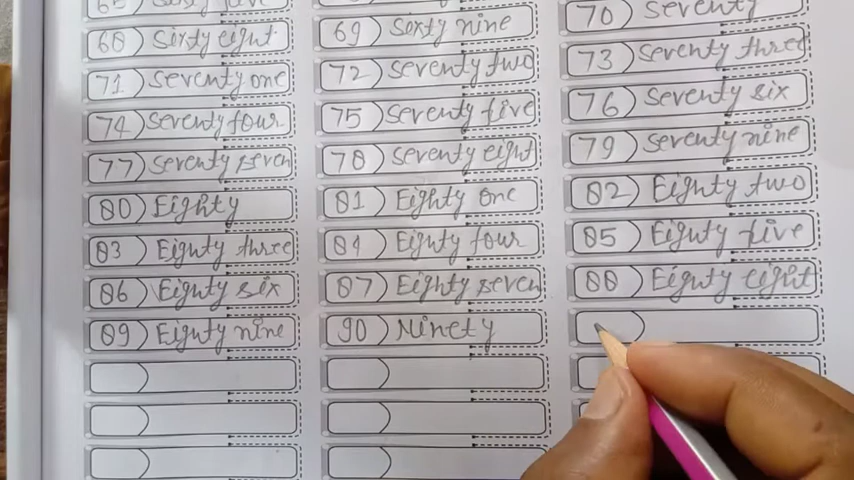 65 Sixty five 70 Seventy
68 Sixty eight 69 Sixty nine
71 Seventy one 72 Seventy two 73 Seventy three
74 Seventy four 75 Seventy five 76 Seventy six
77 Seventy seven 78 Seventy eight 79 Seventy nine
80 Eighty 81 Eighty one 82 Eighty two
83 Eighty three 84 Eighty four 85 Eighty five
86 Eighty six 87 Eighty seven 88 Eighty eight
89 Eighty nine 90 Ninety